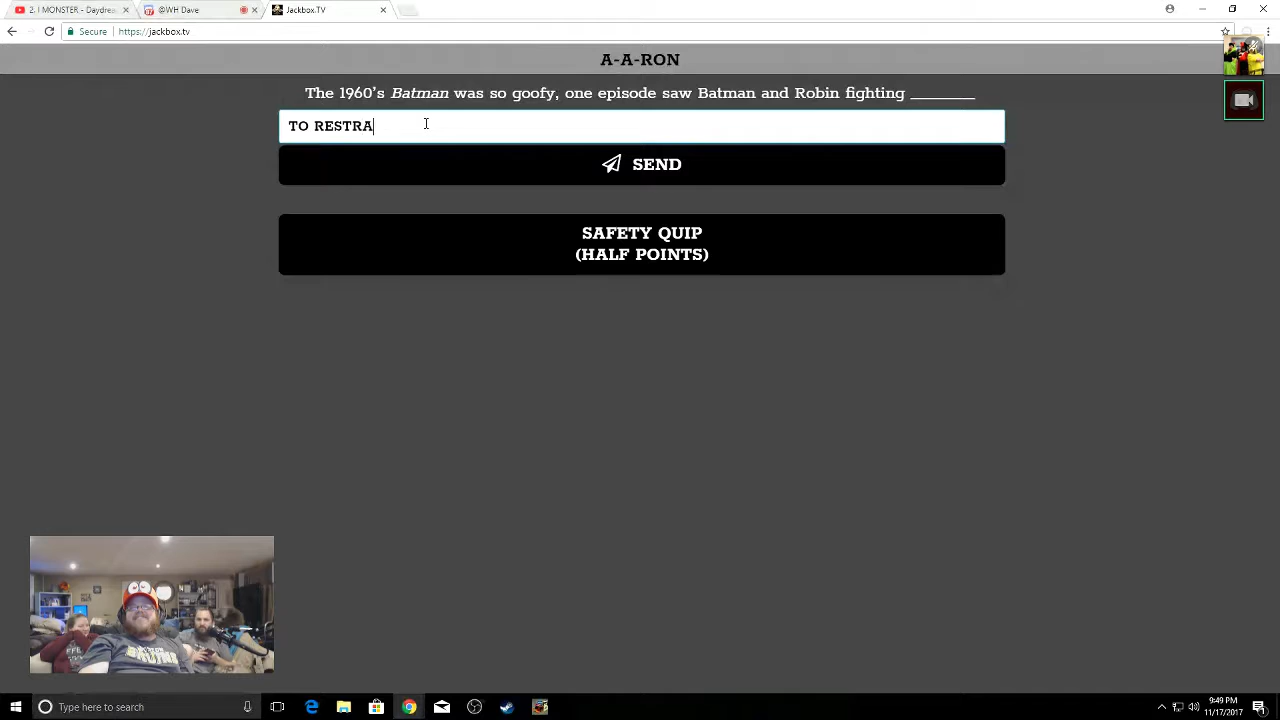 2. I MONSTER - Daydrea
@WH Dave
Jackbox.TV
Secure
https://jackbox.tv
A-A-RON
The 1960's Batman was so goofy, one episode saw Batman and Robin fighting _______
TO RESTRA
SEND
SAFETY QUIP
(HALF POINTS)
Type here to search
9:49 PM
11/17/2017